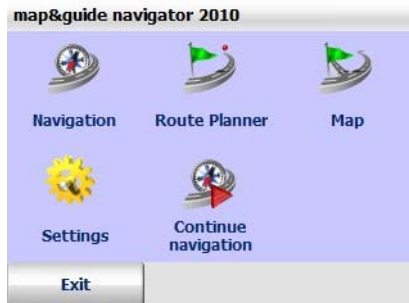 map&guide navigator 2010
Navigation
Route Planner
Map
Settings
Continue
navigation
Exit